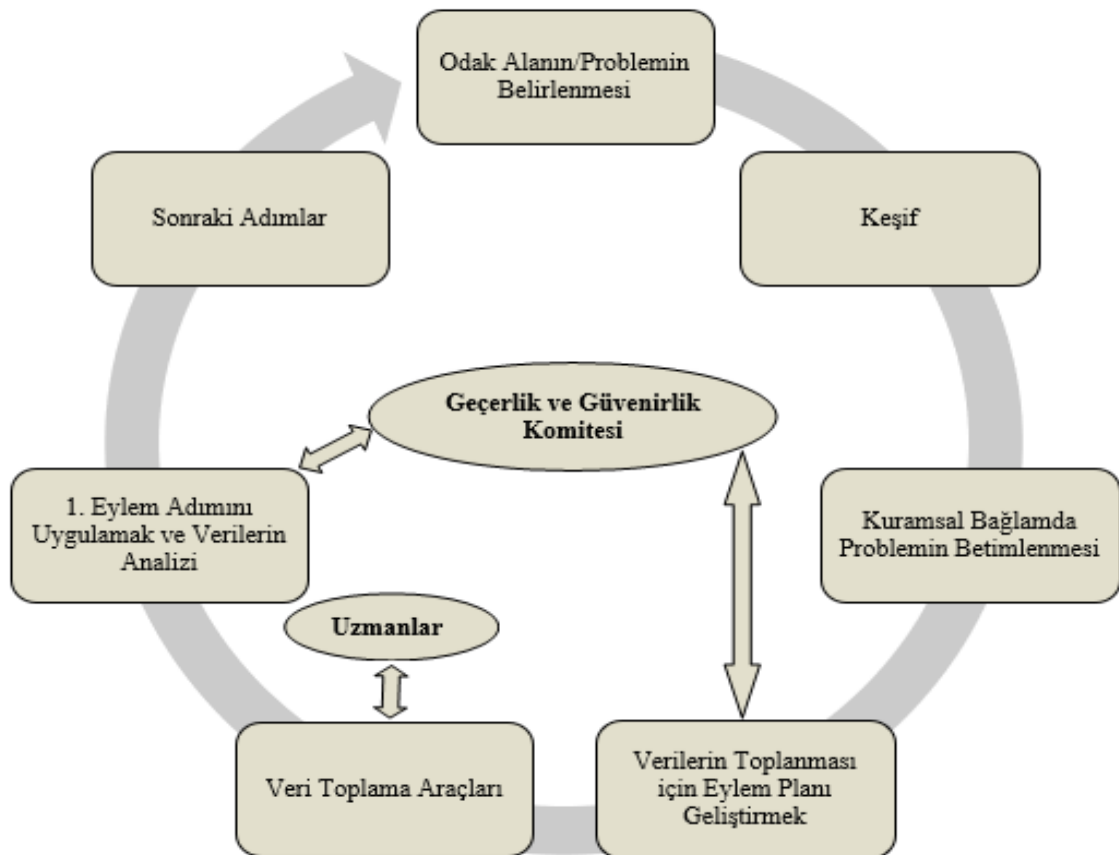 Odak Alanın/Problemin
Belirlenmesi
Keşif
Kuramsal Bağlamda
Problemin Betimlenmesi
Verilerin Toplanması
için Eylem Planı
Geliştirmek
Veri Toplama Araçları
1. Eylem Adımını
Uygulamak ve Verilerin
Analizi
Sonraki Adımlar
Geçerlik ve Güvenirlik
Komitesi
Uzmanlar